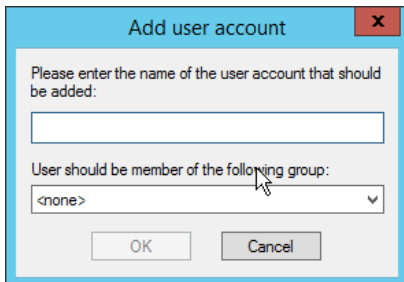 Add user account
x
Please enter the name of the user account that should
be added:
User should be member of the following group:
<none>
OK
Cancel